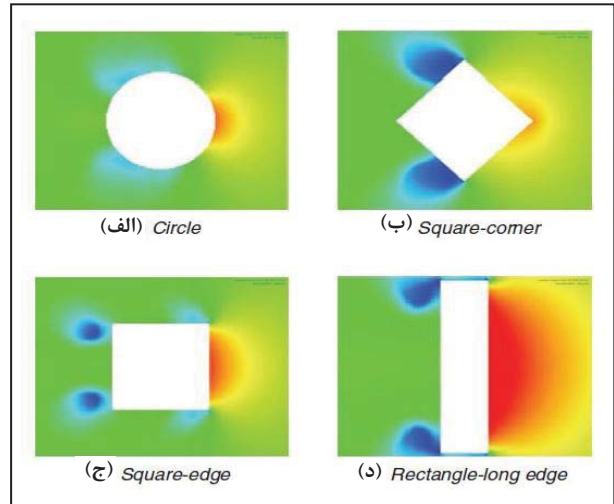 (الف) Circle
(ب) Square-corner
(ج) Square-edge
(د) Rectangle-long edge